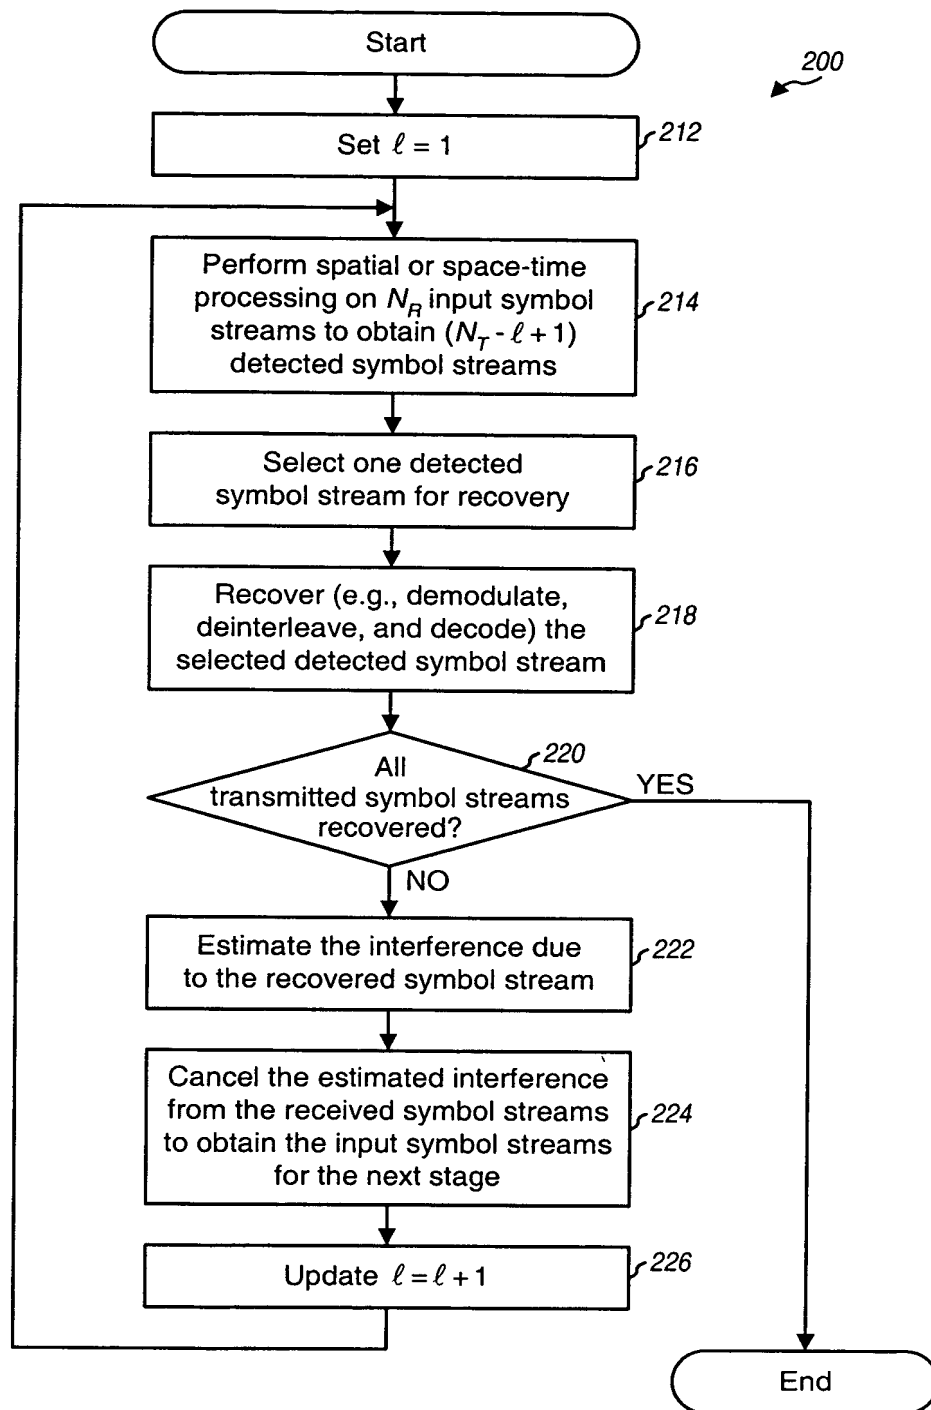 Start
200
Set ℓ = 1
212
Perform spatial or space-time
processing on N_R input symbol
streams to obtain (N_T - ℓ + 1)
detected symbol streams
214
Select one detected
symbol stream for recovery
216
Recover (e.g., demodulate,
deinterleave, and decode) the
selected detected symbol stream
218
220
All
transmitted symbol streams
recovered?
YES
NO
Estimate the interference due
to the recovered symbol stream
222
Cancel the estimated interference
from the received symbol streams
to obtain the input symbol streams
for the next stage
224
Update ℓ = ℓ + 1
226
End